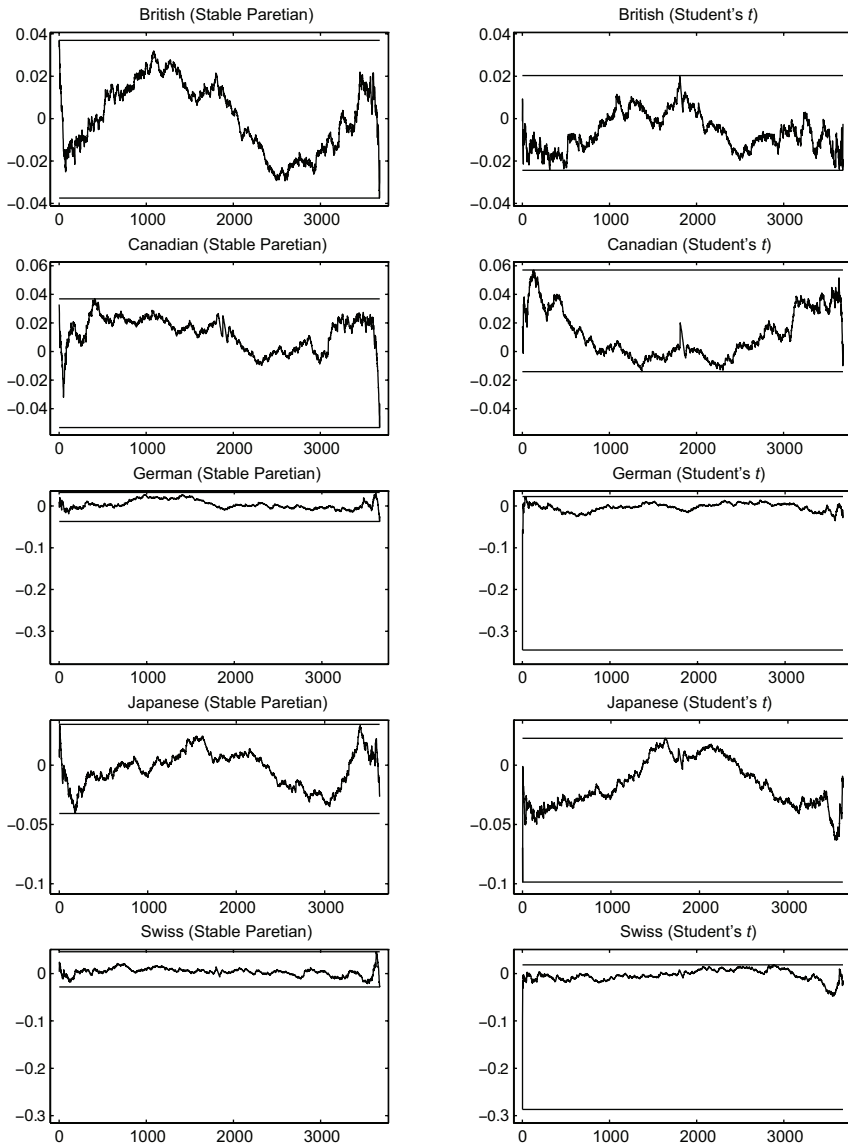 British (Stable Paretian)
0.04
0.02
0
−0.02
−0.04
0 1000 2000 3000
British (Student's t)
0.04
0.02
0
−0.02
−0.04
0 1000 2000 3000
Canadian (Stable Paretian)
0.06
0.04
0.02
0
−0.02
−0.04
0 1000 2000 3000
Canadian (Student's t)
0.06
0.04
0.02
0
−0.02
−0.04
0 1000 2000 3000
German (Stable Paretian)
0
−0.1
−0.2
−0.3
0 1000 2000 3000
German (Student's t)
0
−0.1
−0.2
−0.3
0 1000 2000 3000
Japanese (Stable Paretian)
0
−0.05
−0.1
0 1000 2000 3000
Japanese (Student's t)
0
−0.05
−0.1
0 1000 2000 3000
Swiss (Stable Paretian)
0
−0.1
−0.2
−0.3
0 1000 2000 3000
Swiss (Student's t)
0
−0.1
−0.2
−0.3
0 1000 2000 3000